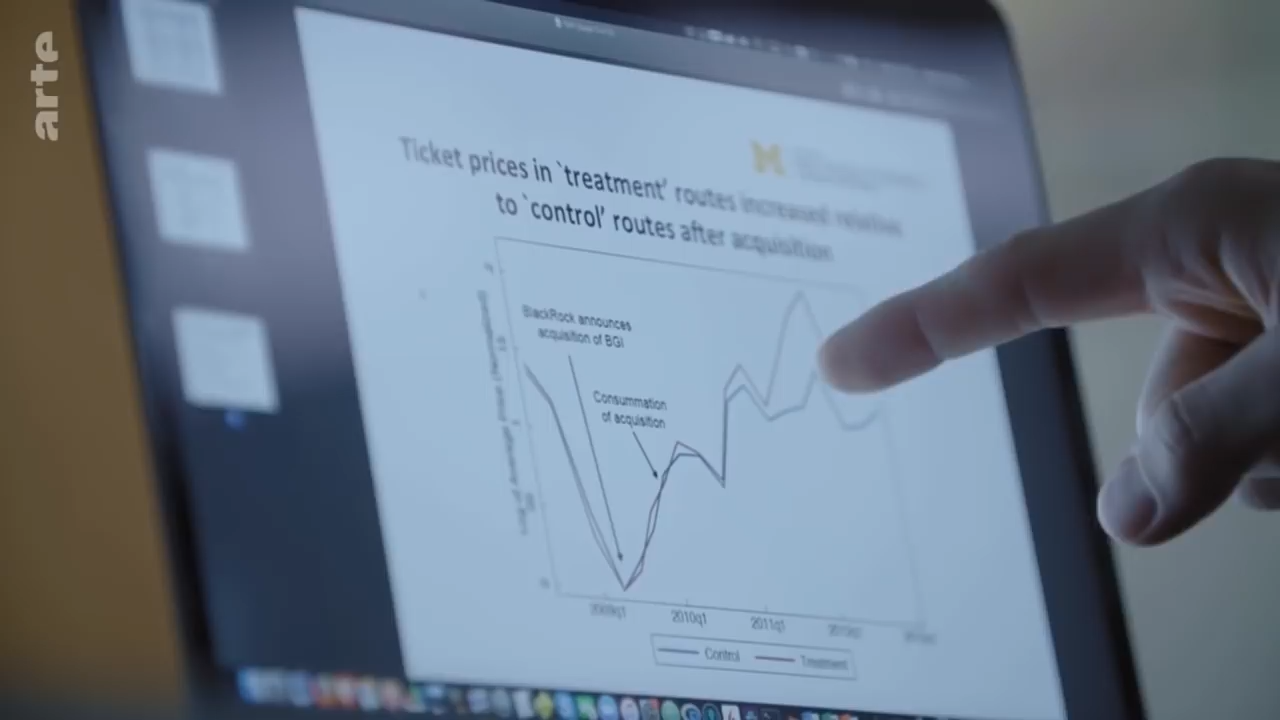 arte
M
Ticket prices in `treatment' routes increased relative
to `control' routes after acquisition
BlackRock announces
acquisition of BGI
Consummation
of acquisition
0
2009q1
2010q1
2011q1
Control
Treatment